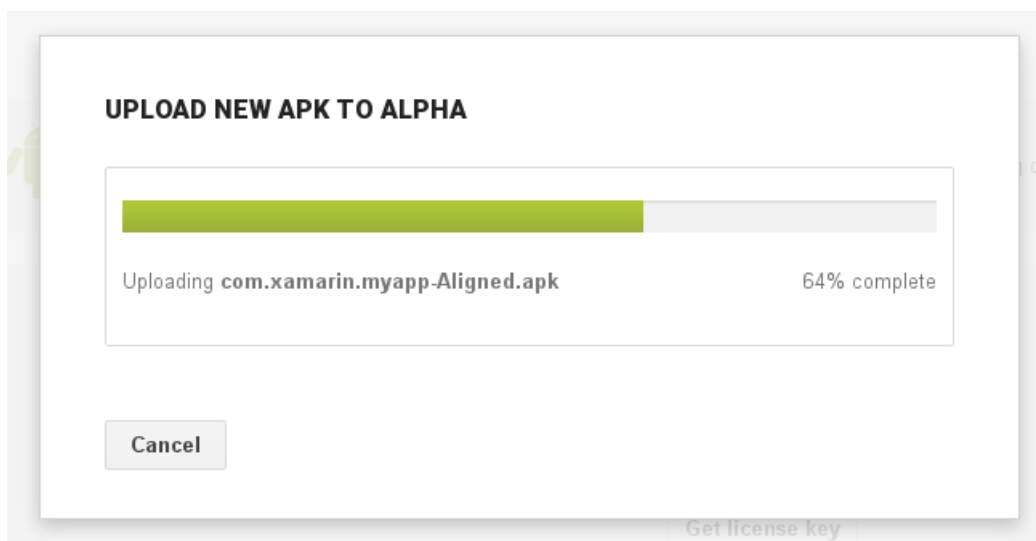 UPLOAD NEW APK TO ALPHA
Uploading com.xamarin.myapp-Aligned.apk 64% complete
Cancel
Get license key